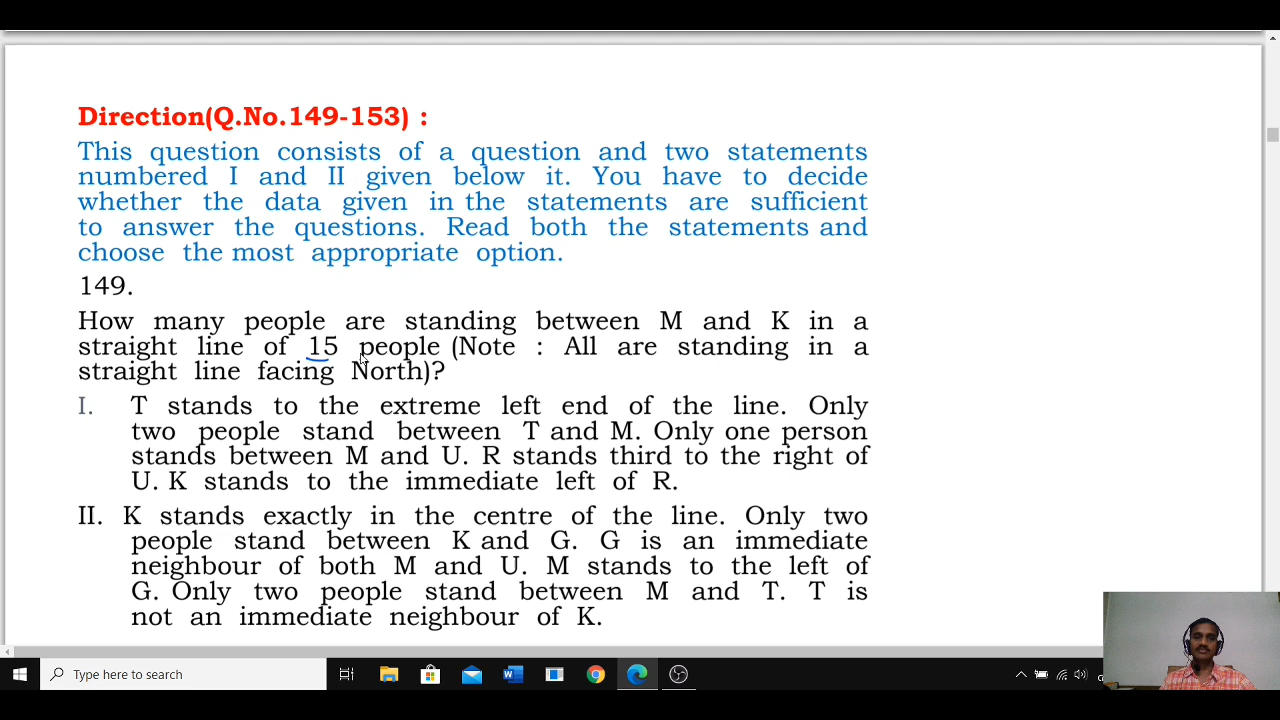 Direction(Q.No.149-153) :
This question consists of a question and two statements
numbered I and II given below it. You have to decide
whether the data given in the statements are sufficient
to answer the questions. Read both the statements and
choose the most appropriate option.
149.
How many people are standing between M and K in a
straight line of 15 people (Note : All are standing in a
straight line facing North)?
I. T stands to the extreme left end of the line. Only
two people stand between T and M. Only one person
stands between M and U. R stands third to the right of
U. K stands to the immediate left of R.
II. K stands exactly in the centre of the line. Only two
people stand between K and G. G is an immediate
neighbour of both M and U. M stands to the left of
G. Only two people stand between M and T. T is
not an immediate neighbour of K.
Type here to search